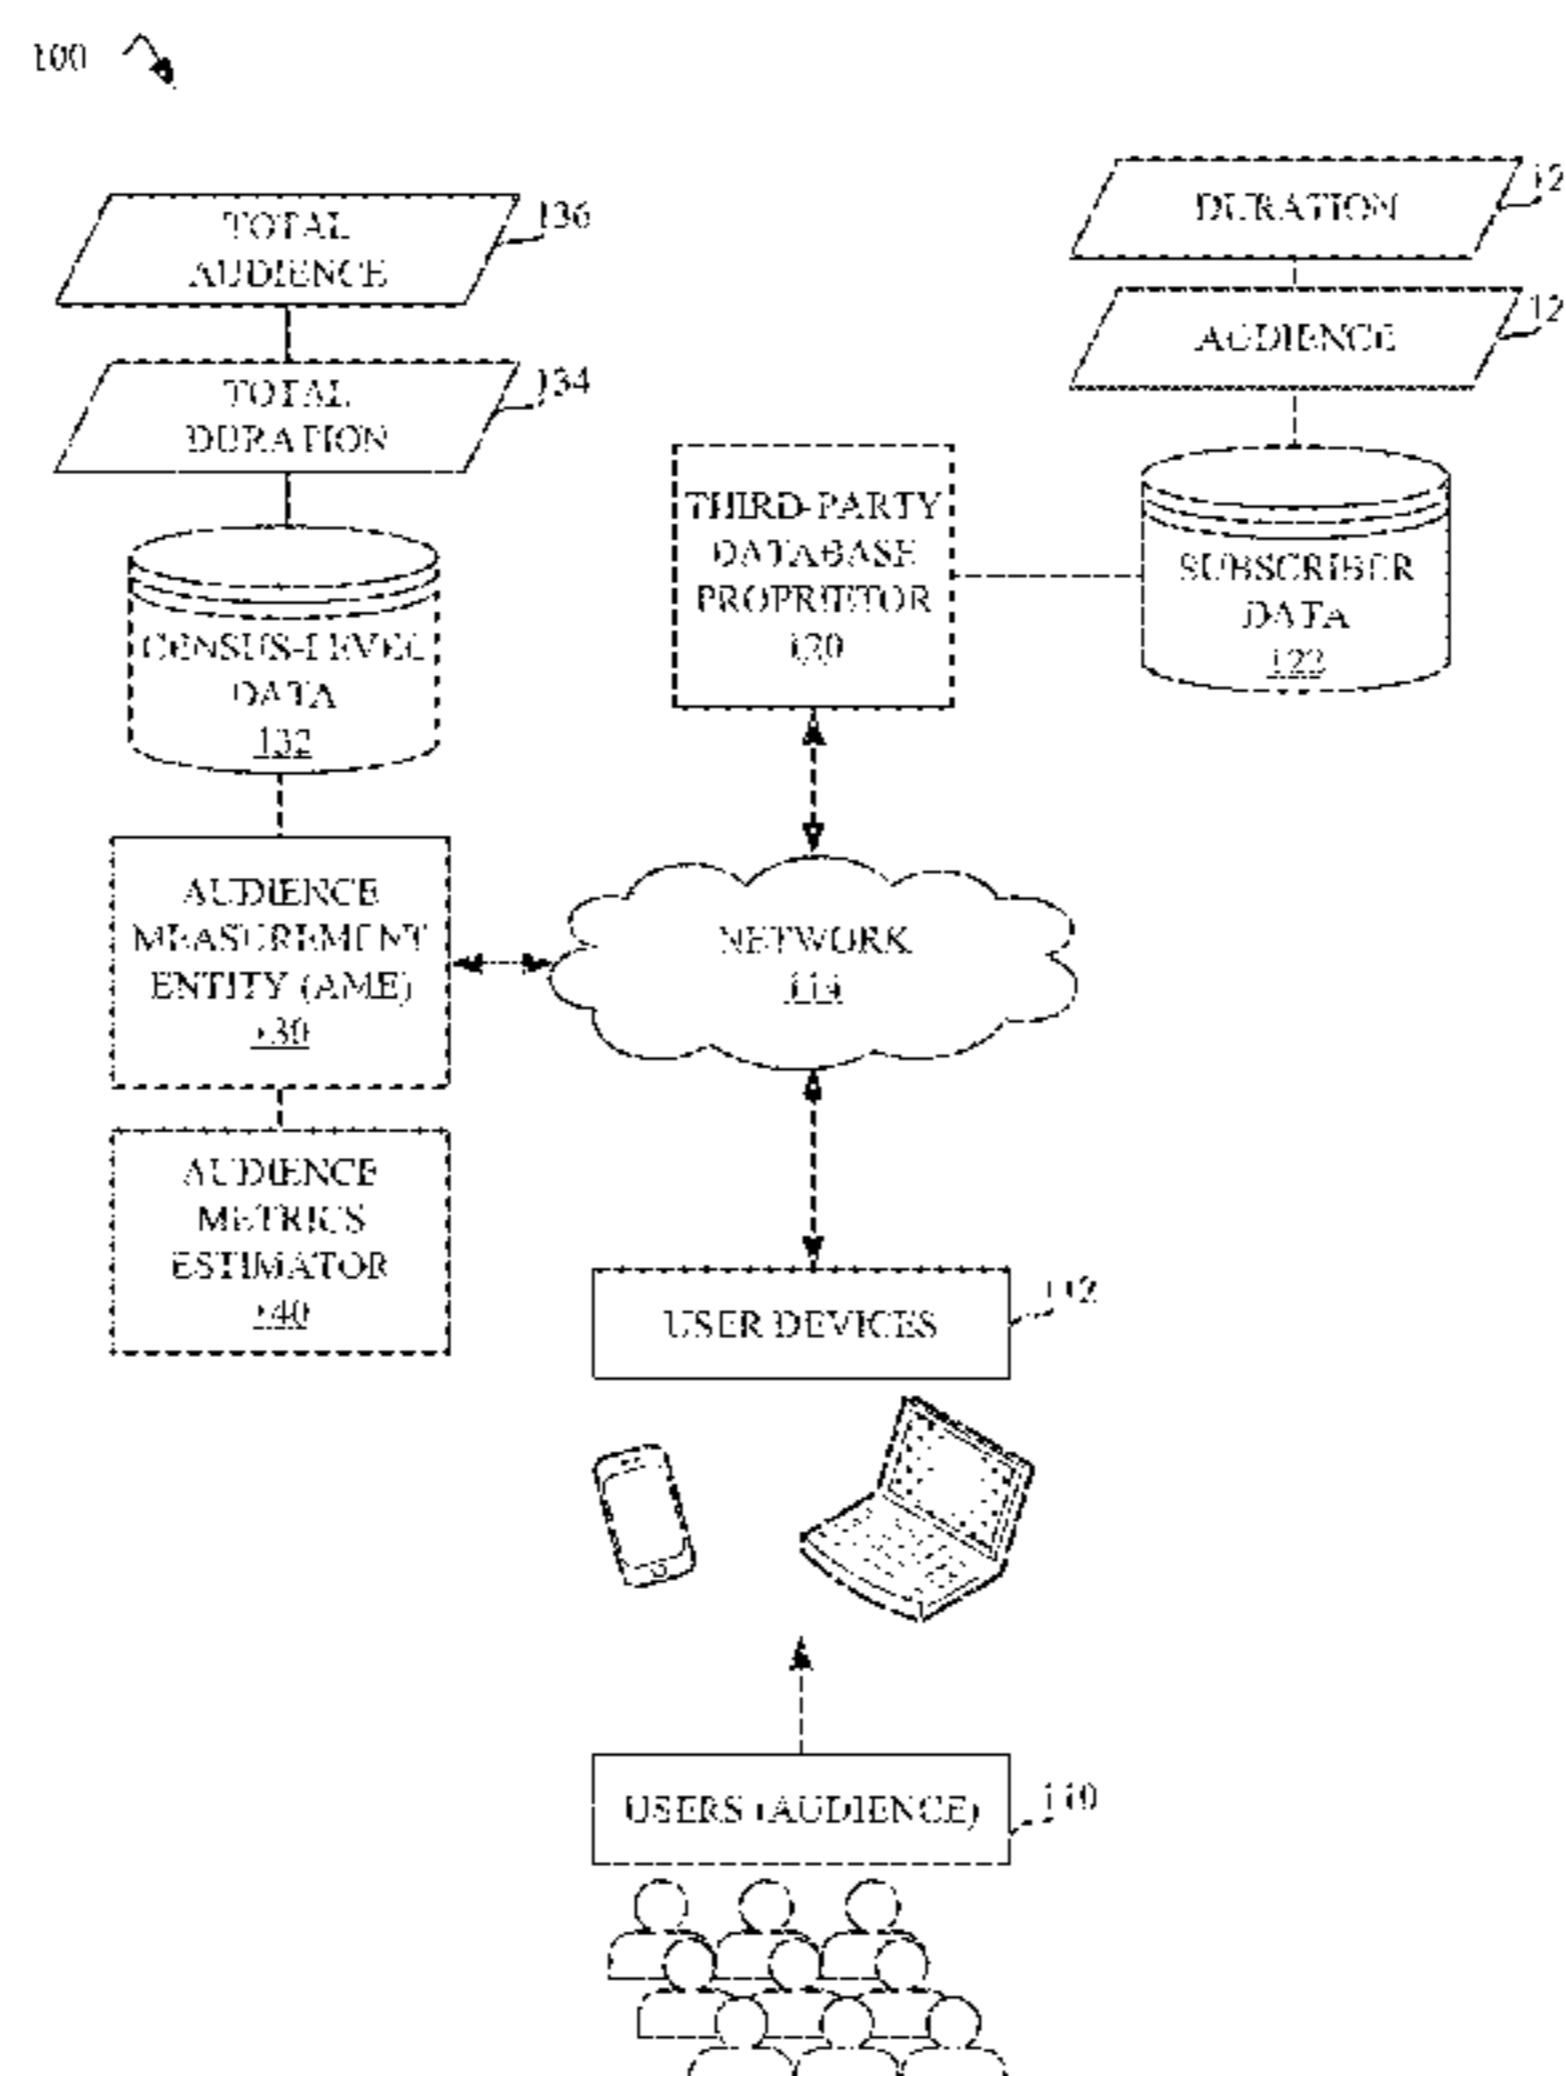 100
TOTAL
AUDIENCE
136
TOTAL
DURATION
134
CENSUS-LEVEL
DATA
132
AUDIENCE
MEASUREMENT
ENTITY (AME)
130
AUDIENCE
METRICS
ESTIMATOR
140
DURATION
12
AUDIENCE
12
THIRD-PARTY
DATABASE
PROPRIETOR
120
SUBSCRIBER
DATA
122
NETWORK
114
USER DEVICES
112
USERS (AUDIENCE)
110